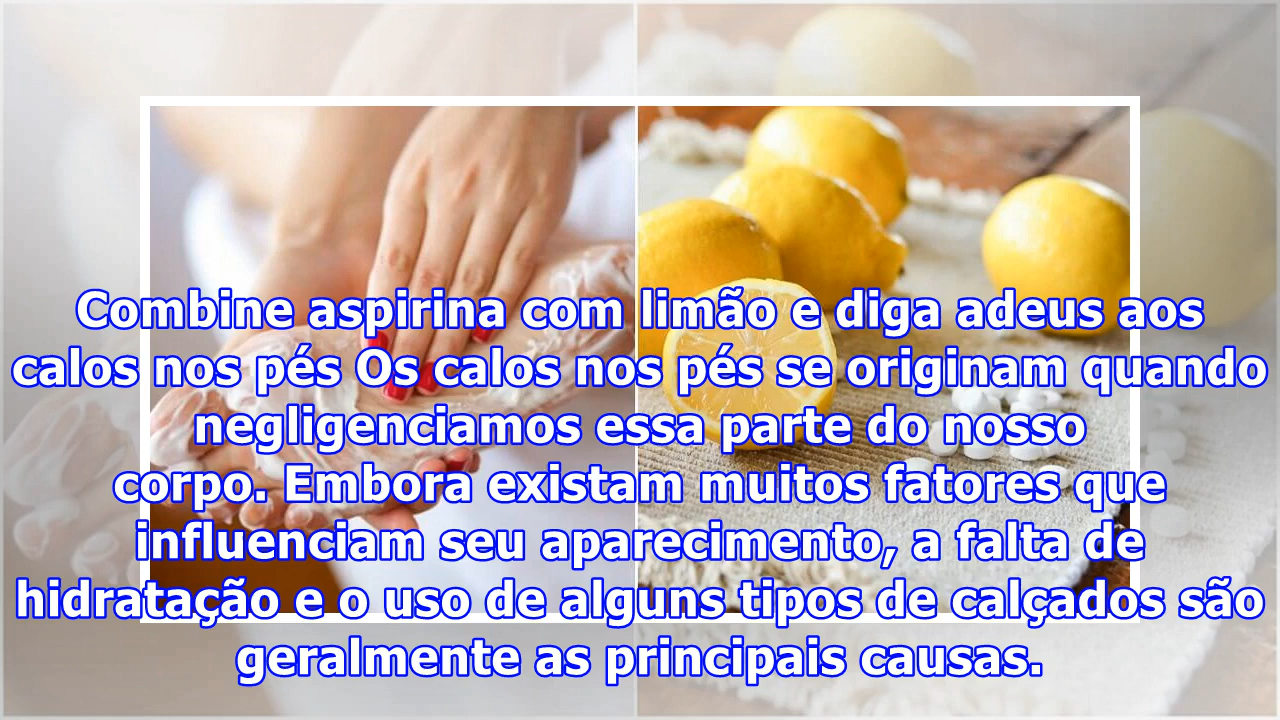 Combine aspirina com limão e diga adeus aos
calos nos pés Os calos nos pés se originam quando
negligenciamos essa parte do nosso
corpo. Embora existam muitos fatores que
influenciam seu aparecimento, a falta de
hidratação e o uso de alguns tipos de calçados são
geralmente as principais causas.